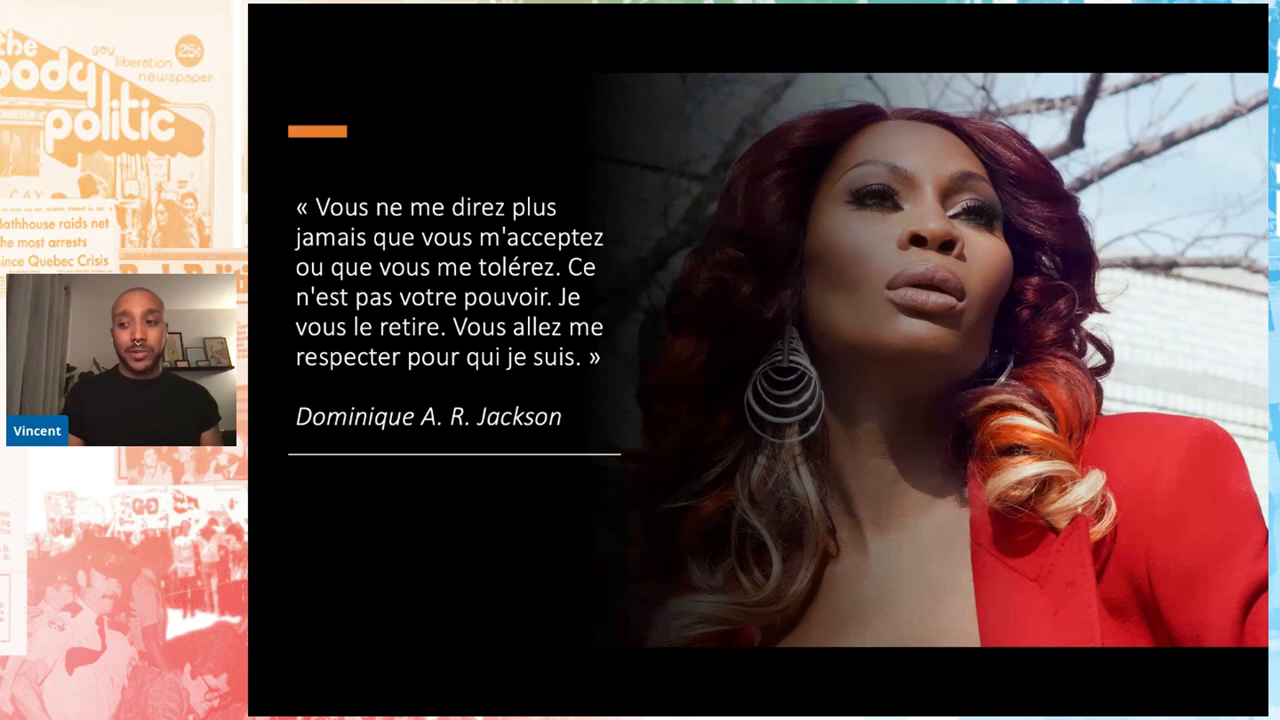 the
body
politic
gay
liberation
newspaper
25¢
Bathhouse raids net
he most arrests
ince Quebec Crisis
Vincent
« Vous ne me direz plus
jamais que vous m'acceptez
ou que vous me tolérez. Ce
n'est pas votre pouvoir. Je
vous le retire. Vous allez me
respecter pour qui je suis. »
Dominique A. R. Jackson